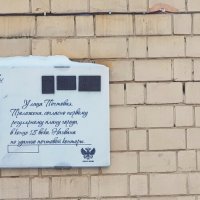 Улица Почтовая.
Проложена, согласно первому
регулярному плану города,
в конце 18 века. Названа
по зданию почтовой конторы.